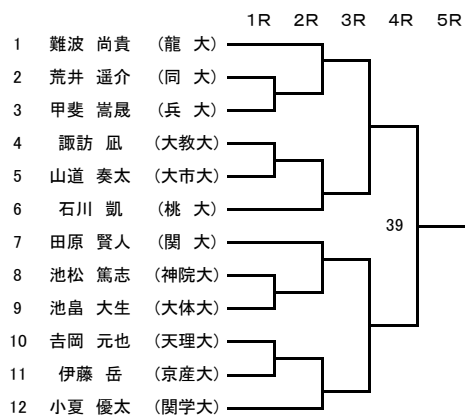 1R 2R 3R 4R 5R
1 難波 尚貴 (龍 大)
2 荒井 遥介 (同 大)
3 甲斐 嵩晟 (兵 大)
4 諏訪 凪 (大教大)
5 山道 奏太 (大市大)
6 石川 凱 (桃 大)
39
7 田原 賢人 (関 大)
8 池松 篤志 (神院大)
9 池畠 大生 (大体大)
10 吉岡 元也 (天理大)
11 伊藤 岳 (京産大)
12 小夏 優太 (関学大)